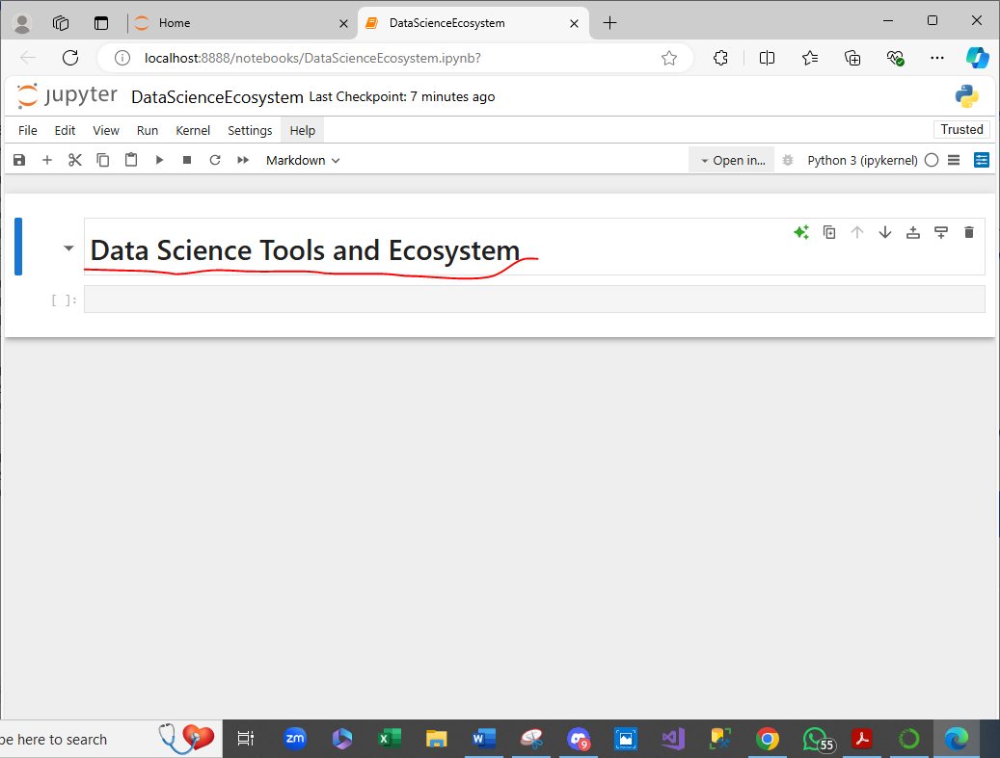 Home
DataScienceEcosystem
localhost:8888/notebooks/DataScienceEcosystem.ipynb?
jupyter DataScienceEcosystem Last Checkpoint: 7 minutes ago
File Edit View Run Kernel Settings Help
Trusted
Markdown
Open in...
Python 3 (ipykernel)
Data Science Tools and Ecosystem
[ ]:
be here to search
zm
9
55